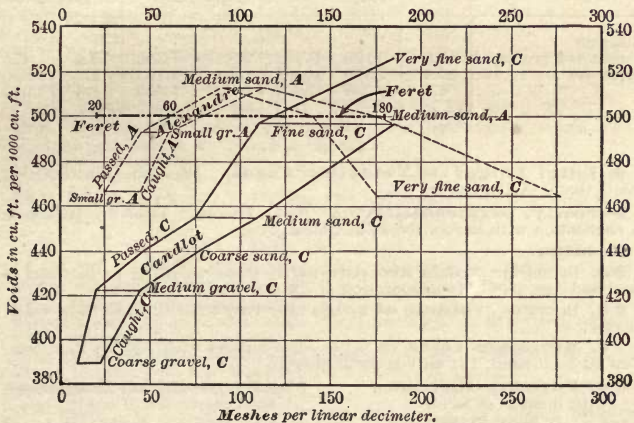 0 50 100 150 200 250 300
540 540
Very fine sand, C
520 520
Medium sand, A
Feret
20 60 180
Feret Alexandre Medium sand, A
500 500
Small gr. A Fine sand, C
Passed, A
Caught, A
480 480
Small gr. A Very fine sand, C
460 460
Medium sand, C
Passed, C
Candlot
440 440
Coarse sand, C
420 420
Medium gravel, C
Caught, C
400 400
Coarse gravel, C
380 380
0 50 100 150 200 250 300
Voids in cu. ft. per 1000 cu. ft.
Meshes per linear decimeter.